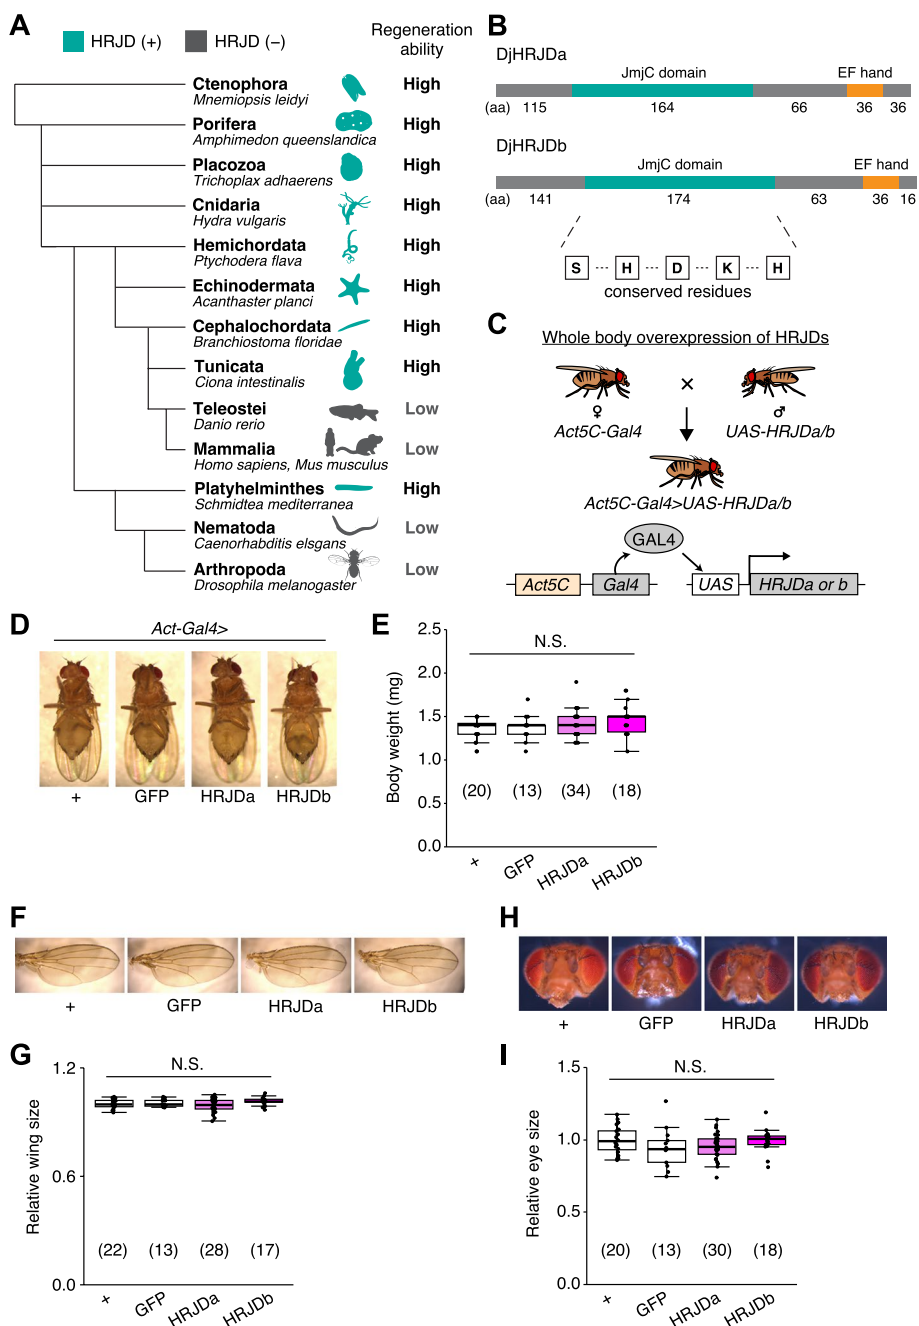 A
HRJD (+)
HRJD (−)
Regeneration
ability
Ctenophora
Mnemiopsis leidyi
High
Porifera
Amphimedon queenslandica
High
Placozoa
Trichoplax adhaerens
High
Cnidaria
Hydra vulgaris
High
Hemichordata
Ptychodera flava
High
Echinodermata
Acanthaster planci
High
Cephalochordata
Branchiostoma floridae
High
Tunicata
Ciona intestinalis
High
Teleostei
Danio rerio
Low
Mammalia
Homo sapiens, Mus musculus
Low
Platyhelminthes
Schmidtea mediterranea
High
Nematoda
Caenorhabditis elsgans
Low
Arthropoda
Drosophila melanogaster
Low
B
DjHRJDa
JmjC domain EF hand
(aa) 115 164 66 36 36
DjHRJDb
JmjC domain EF hand
(aa) 141 174 63 36 16
S H D K H
conserved residues
C
Whole body overexpression of HRJDs
♀ × ♂
Act5C-Gal4 UAS-HRJDa/b
Act5C-Gal4>UAS-HRJDa/b
GAL4
Act5C Gal4 UAS HRJDa or b
D
Act-Gal4>
+ GFP HRJDa HRJDb
E
Body weight (mg)
2.5
2.0
1.5
1.0
0.5
0.0
N.S.
(20) (13) (34) (18)
+ GFP HRJDa HRJDb
F
+ GFP HRJDa HRJDb
G
Relative wing size
1.2
0.6
0.0
N.S.
(22) (13) (28) (17)
+ GFP HRJDa HRJDb
H
+ GFP HRJDa HRJDb
I
Relative eye size
1.5
1.0
0.5
0.0
N.S.
(20) (13) (30) (18)
+ GFP HRJDa HRJDb